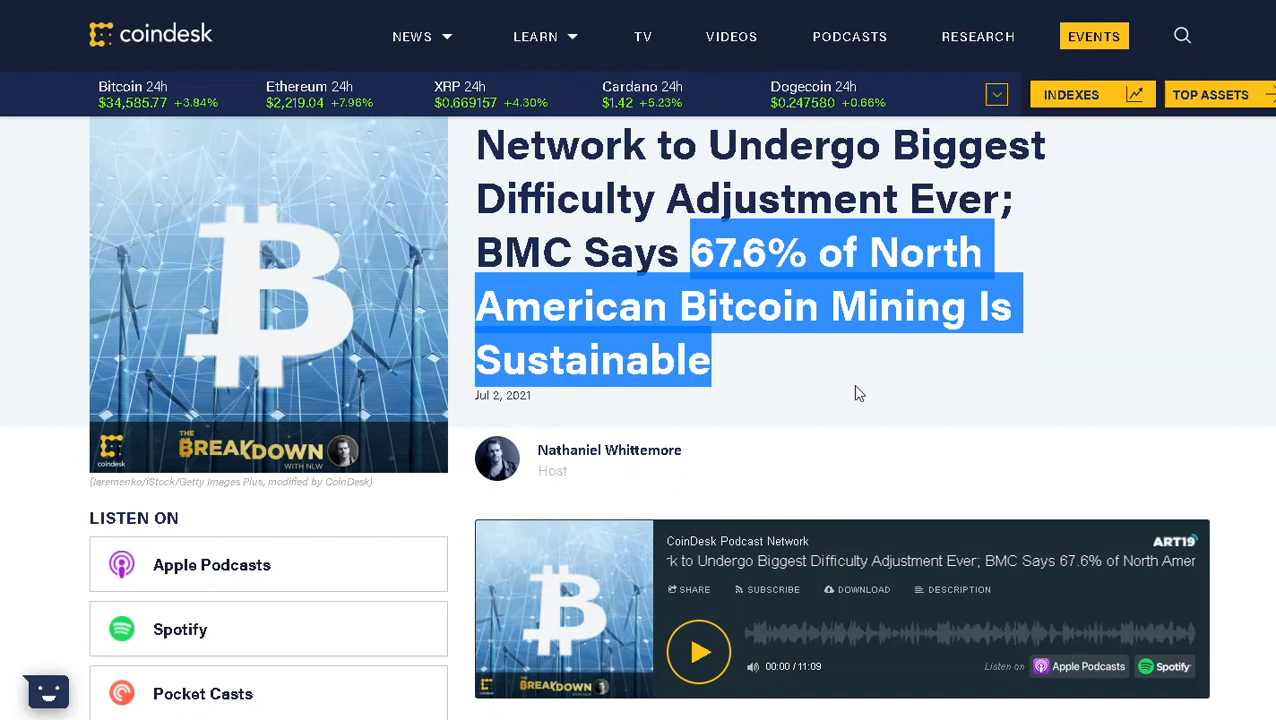 coindesk
NEWS LEARN TV VIDEOS PODCASTS RESEARCH EVENTS
Bitcoin 24h Ethereum 24h XRP 24h Cardano 24h Dogecoin 24h
$34,585.77 +3.84% $2,219.04 +7.96% $0.669157 +4.30% $1.42 +5.23% $0.247580 +0.66%
INDEXES TOP ASSETS
Network to Undergo Biggest
Difficulty Adjustment Ever;
BMC Says 67.6% of North
American Bitcoin Mining Is
Sustainable
Jul 2, 2021
coindesk
THE BREAKDOWN
WITH NLW
(Iaremenko/iStock/Getty Images Plus, modified by CoinDesk)
Nathaniel Whittemore
Host
LISTEN ON
Apple Podcasts
Spotify
Pocket Casts
CoinDesk Podcast Network ART19
rk to Undergo Biggest Difficulty Adjustment Ever; BMC Says 67.6% of North Amer
SHARE SUBSCRIBE DOWNLOAD DESCRIPTION
00:00 / 11:09
Listen on Apple Podcasts Spotify
THE BREAKDOWN